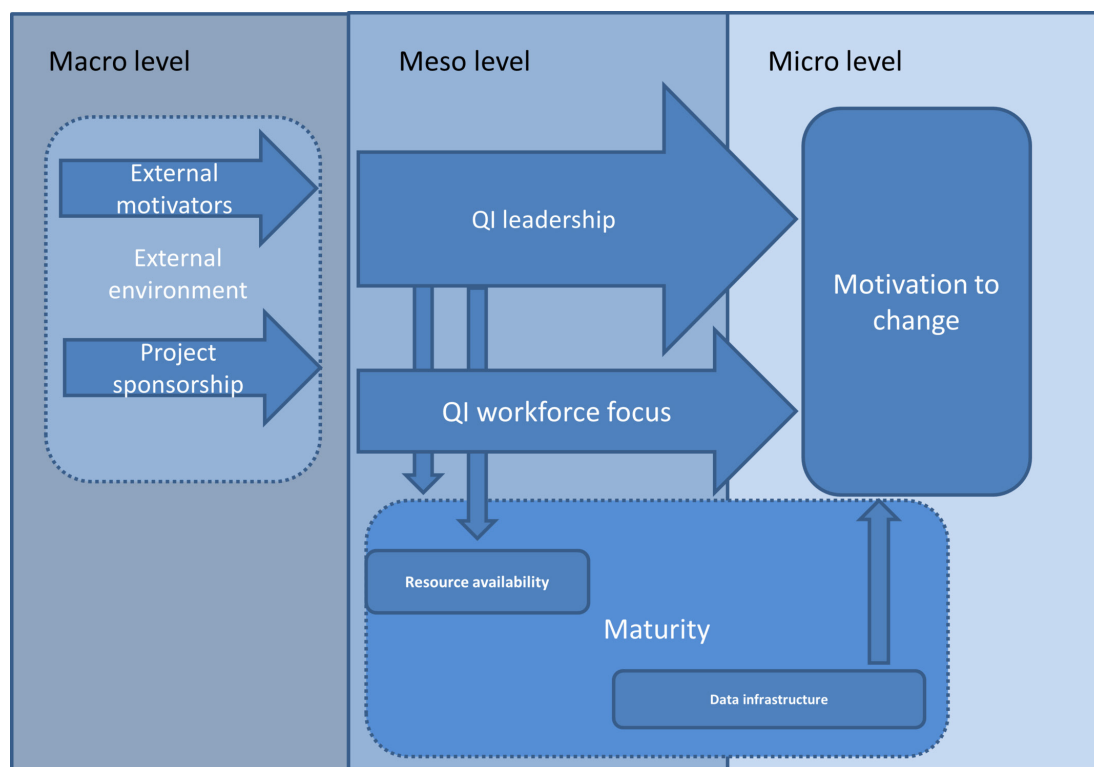 Macro level
Meso level
Micro level
External
motivators
External
environment
Project
sponsorship
QI leadership
QI workforce focus
Motivation to
change
Resource availability
Maturity
Data infrastructure